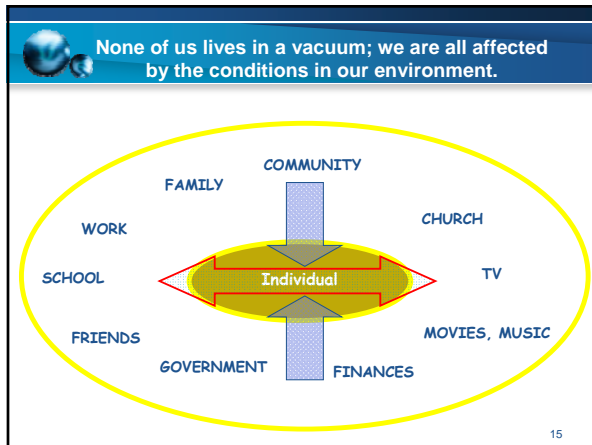 None of us lives in a vacuum; we are all affected
by the conditions in our environment.
COMMUNITY
FAMILY
CHURCH
WORK
SCHOOL
Individual
TV
FRIENDS
MOVIES, MUSIC
GOVERNMENT
FINANCES
15